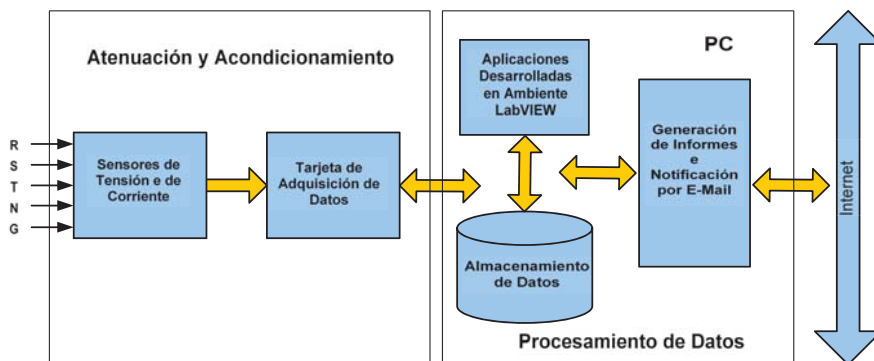 Atenuación y Acondicionamiento
R
S
T
N
G
Sensores de
Tensión e de
Corriente
Tarjeta de
Adquisición de
Datos
PC
Aplicaciones
Desarrolladas
en Ambiente
LabVIEW
Generación
de Informes
e
Notificación
por E-Mail
Almacenamiento
de Datos
Procesamiento de Datos
Internet